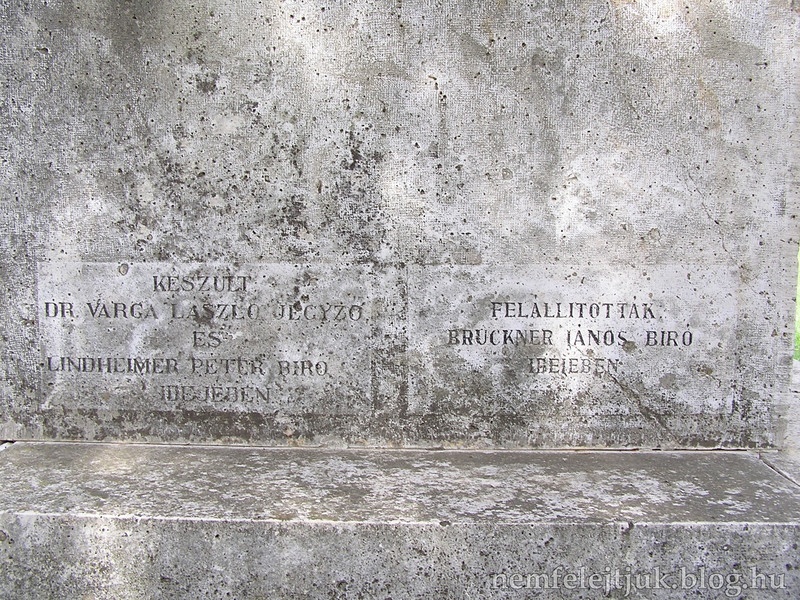 KÉSZÜLT
DR. VARGA LÁSZLÓ JEGYZŐ
ÉS
LINDHEIMER PÉTER BÍRÓ
IDEJÉBEN
FELÁLLÍTOTTÁK
BRUCKNER JÁNOS BÍRÓ
IDEJÉBEN
nemfelejtjuk.blog.hu